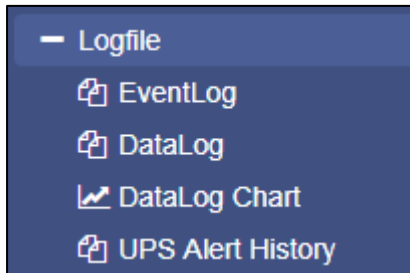 Logfile
EventLog
DataLog
DataLog Chart
UPS Alert History